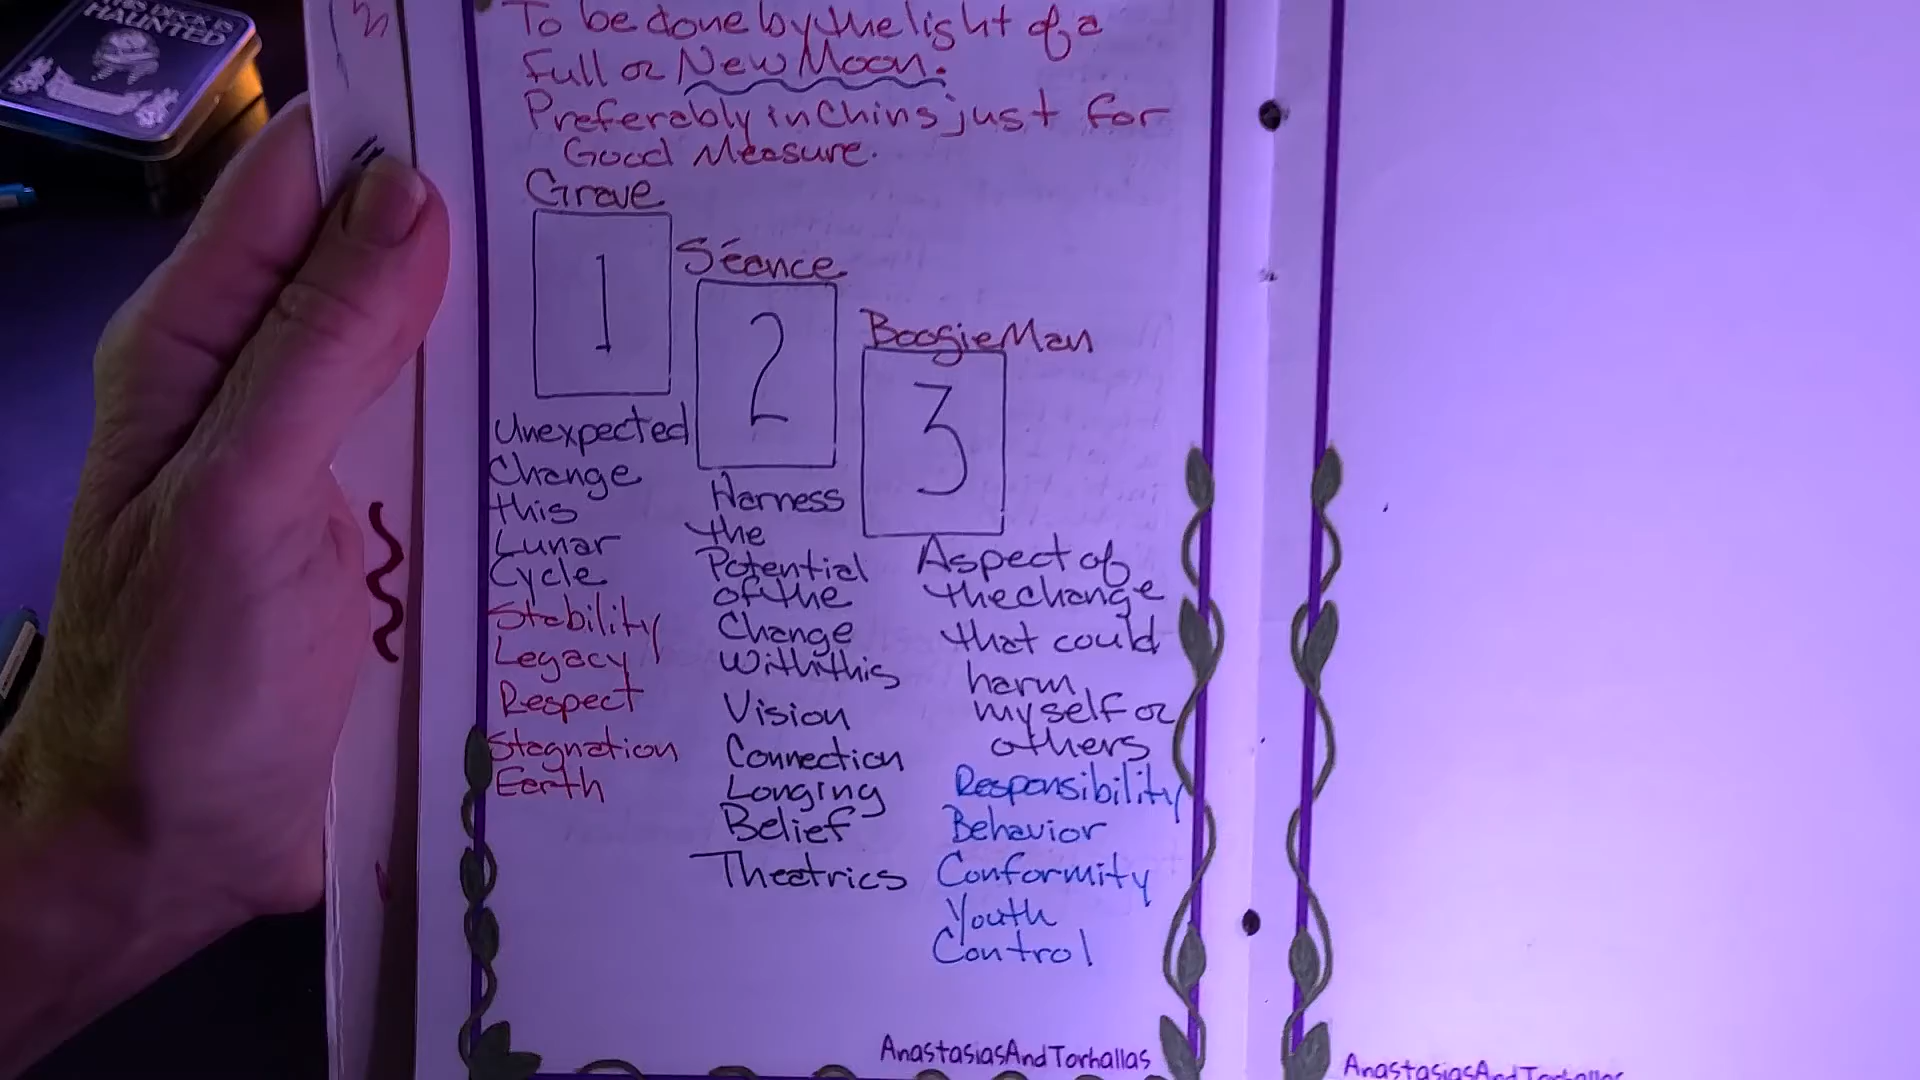 THIS DECK IS
HAUNTED
To be done by the light of a
Full or New Moon.
Preferably in Chins just for
Good Measure.
Grave
1
Unexpected
Change
this
Lunar
Cycle
Stability
Legacy
Respect
Stagnation
Earth
Séance
2
Harness
the
Potential
of the
Change
with this
Vision
Connection
Longing
Belief
Theatrics
BoogieMan
3
Aspect of
the change
that could
harm
myself or
others
Responsibility
Behavior
Conformity
Youth
Control
AnastasiasAndTorhallas
AnastasiasAndTorhallas